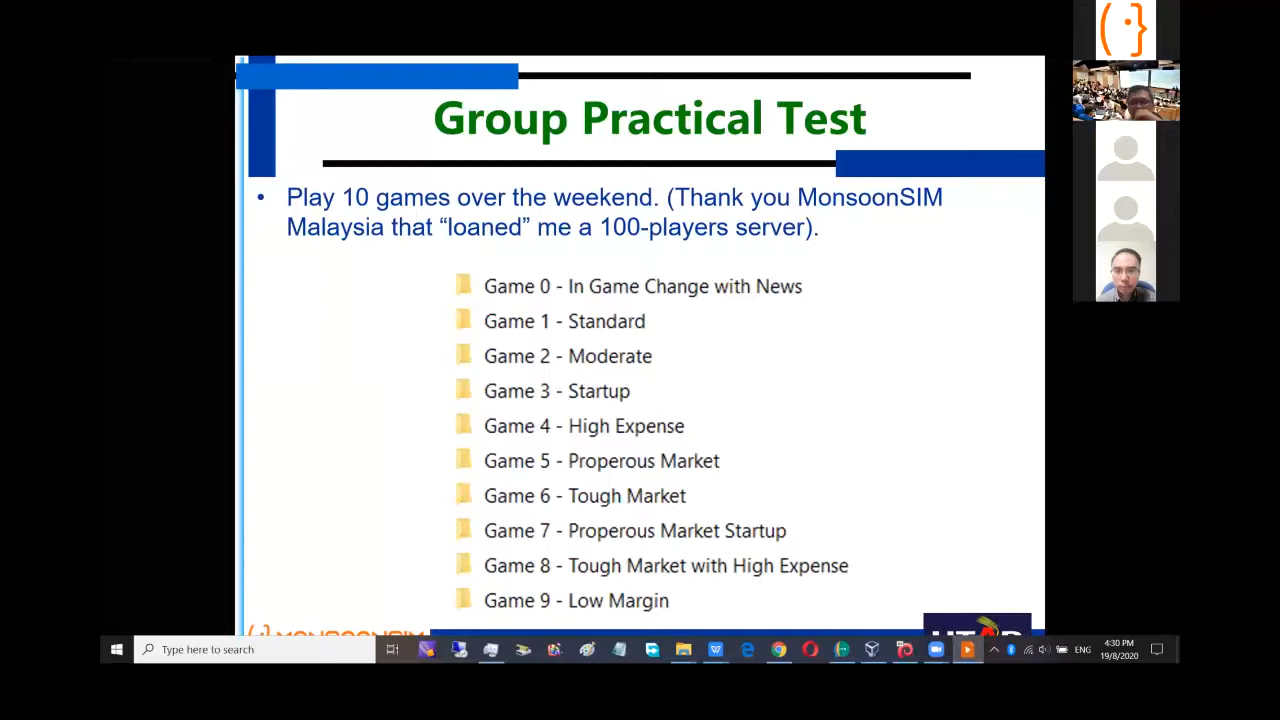 Group Practical Test
• Play 10 games over the weekend. (Thank you MonsoonSIM
Malaysia that “loaned” me a 100-players server).
Game 0 - In Game Change with News
Game 1 - Standard
Game 2 - Moderate
Game 3 - Startup
Game 4 - High Expense
Game 5 - Properous Market
Game 6 - Tough Market
Game 7 - Properous Market Startup
Game 8 - Tough Market with High Expense
Game 9 - Low Margin
MONSOONSIM
UTAR
Type here to search
ENG
4:30 PM
19/8/2020